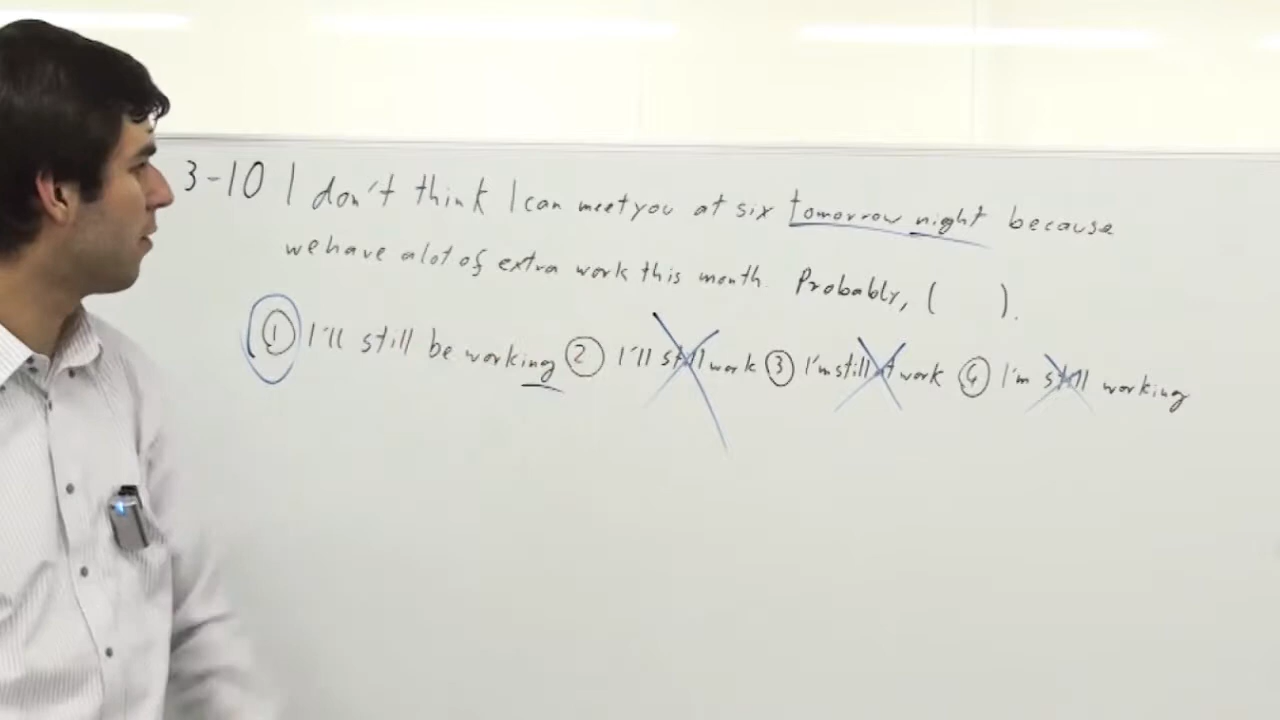 3-10 I don't think I can meet you at six tomorrow night because
we have a lot of extra work this month. Probably, ( ).
① I'll still be working ② I'll still work ③ I'm still at work ④ I'm still working